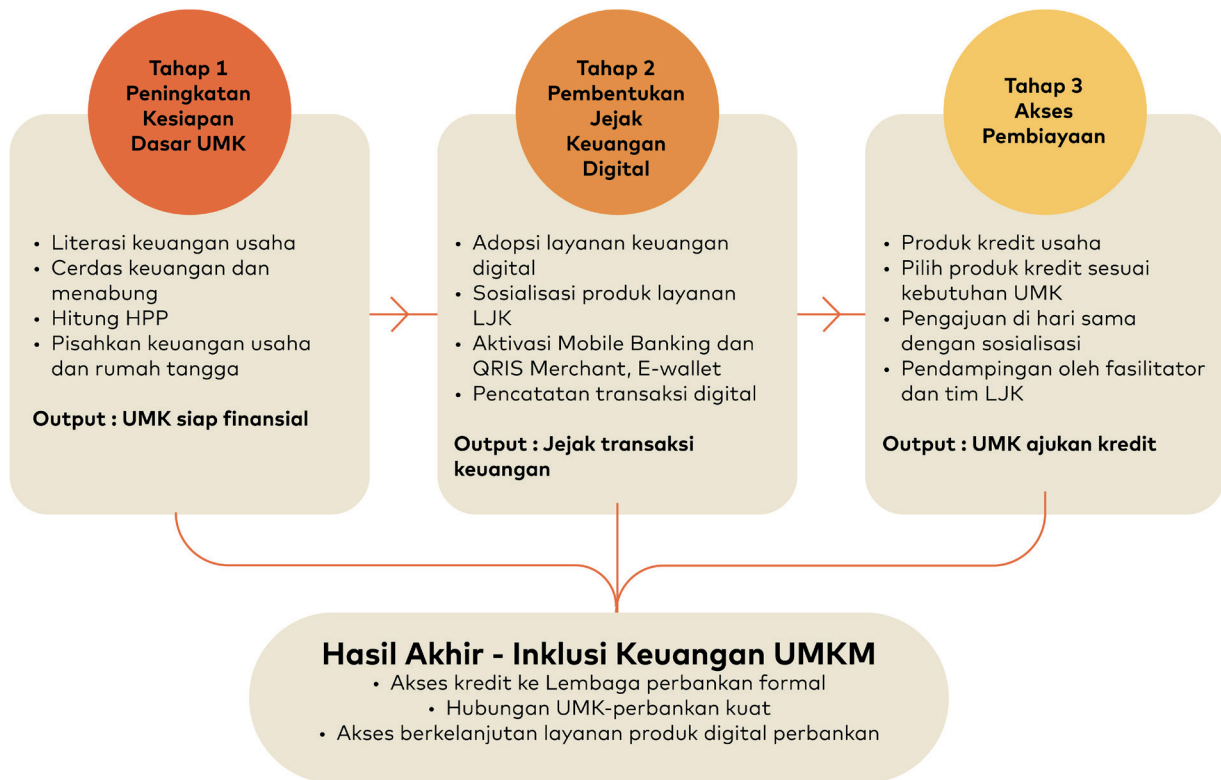 Tahap 1
Peningkatan
Kesiapan
Dasar UMK
• Literasi keuangan usaha
• Cerdas keuangan dan
menabung
• Hitung HPP
• Pisahkan keuangan usaha
dan rumah tangga
Output : UMK siap finansial
Tahap 2
Pembentukan
Jejak
Keuangan
Digital
• Adopsi layanan keuangan
digital
• Sosialisasi produk layanan
LJK
• Aktivasi Mobile Banking dan
QRIS Merchant, E-wallet
• Pencatatan transaksi digital
Output : Jejak transaksi
keuangan
Tahap 3
Akses
Pembiayaan
• Produk kredit usaha
• Pilih produk kredit sesuai
kebutuhan UMK
• Pengajuan di hari sama
dengan sosialisasi
• Pendampingan oleh fasilitator
dan tim LJK
Output : UMK ajukan kredit
Hasil Akhir - Inklusi Keuangan UMKM
• Akses kredit ke Lembaga perbankan formal
• Hubungan UMK-perbankan kuat
• Akses berkelanjutan layanan produk digital perbankan